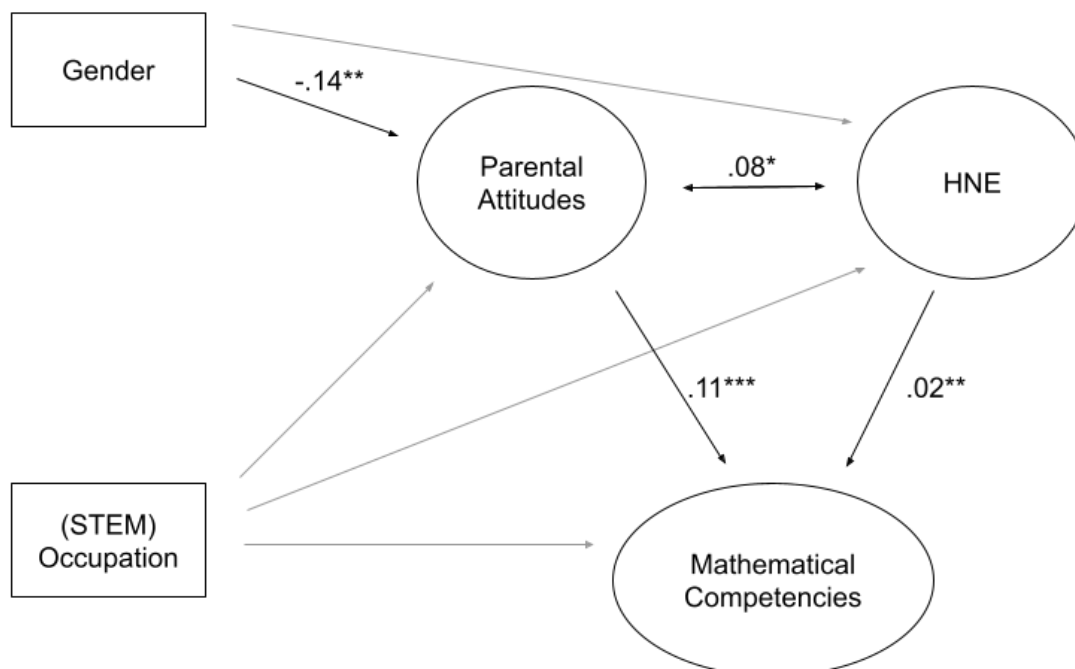 Gender
-.14**
Parental
Attitudes
.08*
HNE
.11***
.02**
(STEM)
Occupation
Mathematical
Competencies